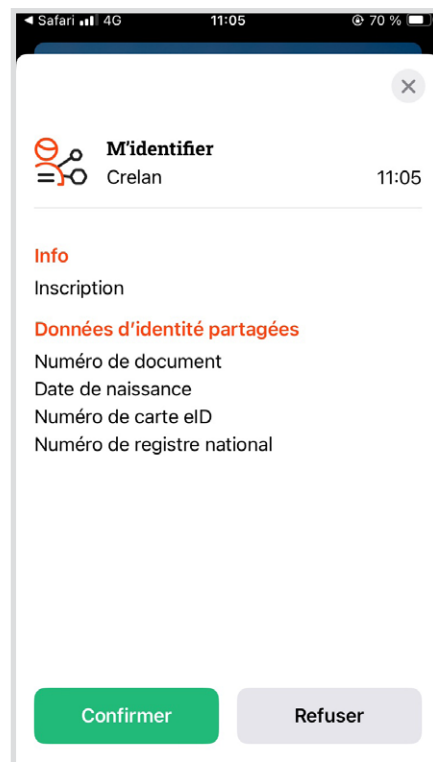 Safari 4G 11:05 70 %
M'identifier
Crelan 11:05
Info
Inscription
Données d'identité partagées
Numéro de document
Date de naissance
Numéro de carte eID
Numéro de registre national
Confirmer Refuser